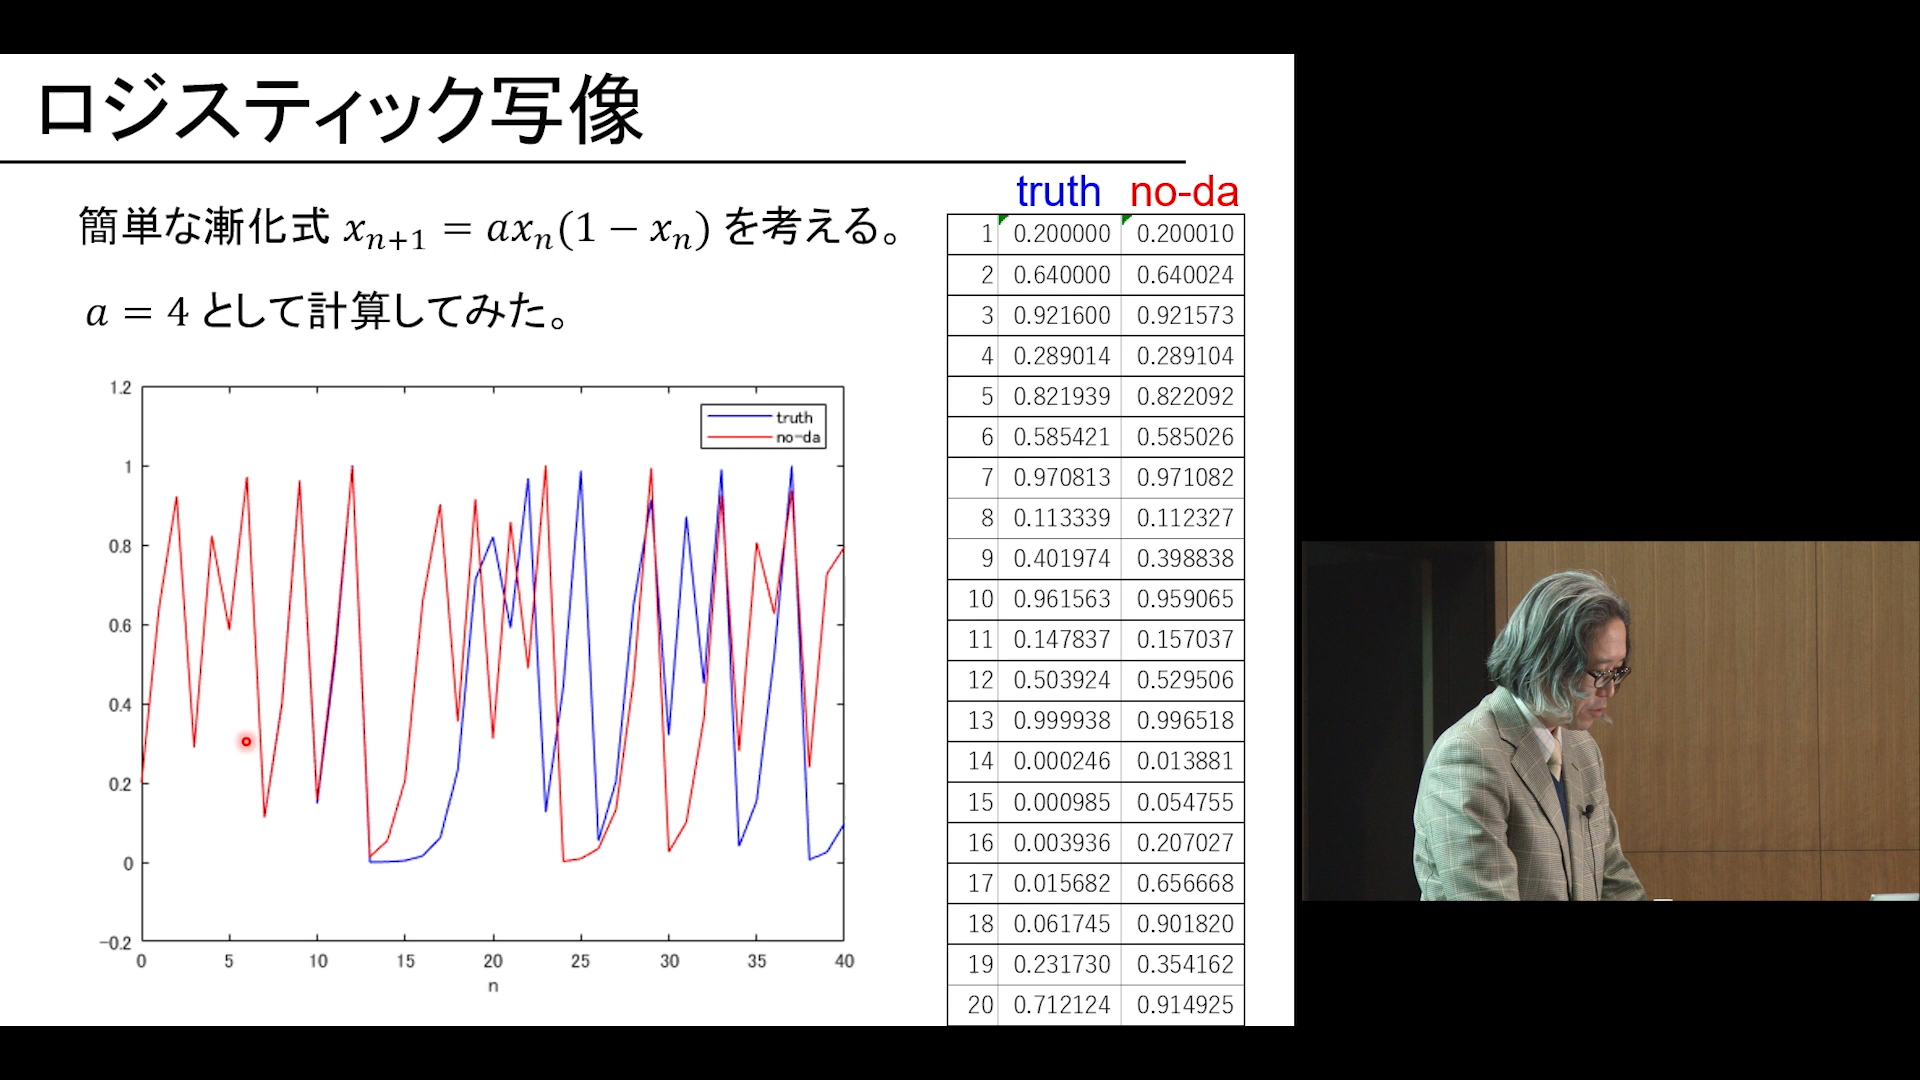 ロジスティック写像
簡単な漸化式 xₙ₊₁ = axₙ(1 − xₙ) を考える。
a = 4 として計算してみた。
1.2
1
0.8
0.6
0.4
0.2
0
−0.2
0 5 10 15 20 25 30 35 40
n
truth
no-da
truth no-da
1 0.200000 0.200010
2 0.640000 0.640024
3 0.921600 0.921573
4 0.289014 0.289104
5 0.821939 0.822092
6 0.585421 0.585026
7 0.970813 0.971082
8 0.113339 0.112327
9 0.401974 0.398838
10 0.961563 0.959065
11 0.147837 0.157037
12 0.503924 0.529506
13 0.999938 0.996518
14 0.000246 0.013881
15 0.000985 0.054755
16 0.003936 0.207027
17 0.015682 0.656668
18 0.061745 0.901820
19 0.231730 0.354162
20 0.712124 0.914925